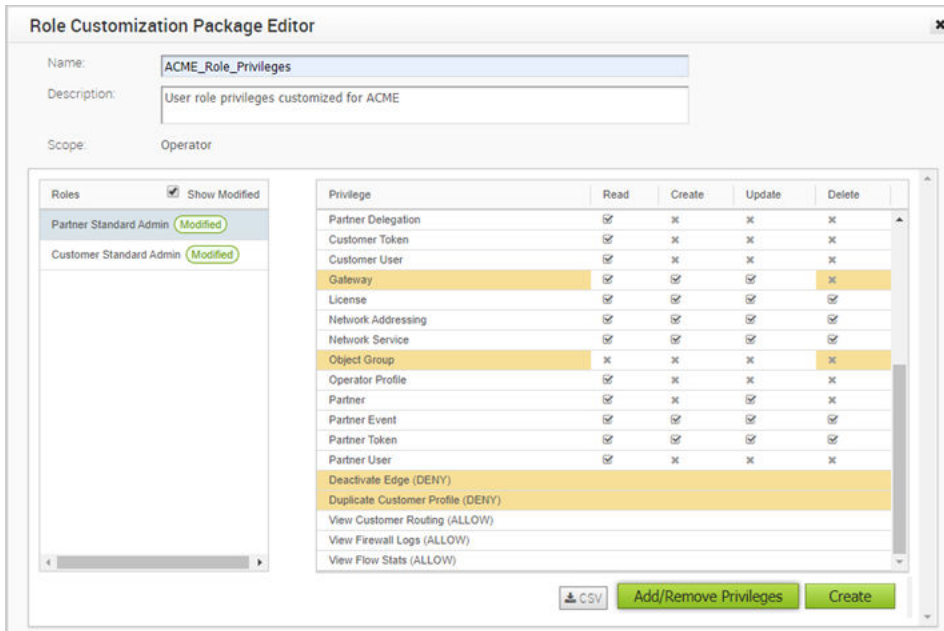 Role Customization Package Editor
Name:
ACME_Role_Privileges
Description:
User role privileges customized for ACME
Scope:
Operator
Roles
Show Modified
Partner Standard Admin Modified
Customer Standard Admin Modified
Privilege Read Create Update Delete
Partner Delegation
Customer Token
Customer User
Gateway
License
Network Addressing
Network Service
Object Group
Operator Profile
Partner
Partner Event
Partner Token
Partner User
Deactivate Edge (DENY)
Duplicate Customer Profile (DENY)
View Customer Routing (ALLOW)
View Firewall Logs (ALLOW)
View Flow Stats (ALLOW)
CSV
Add/Remove Privileges
Create